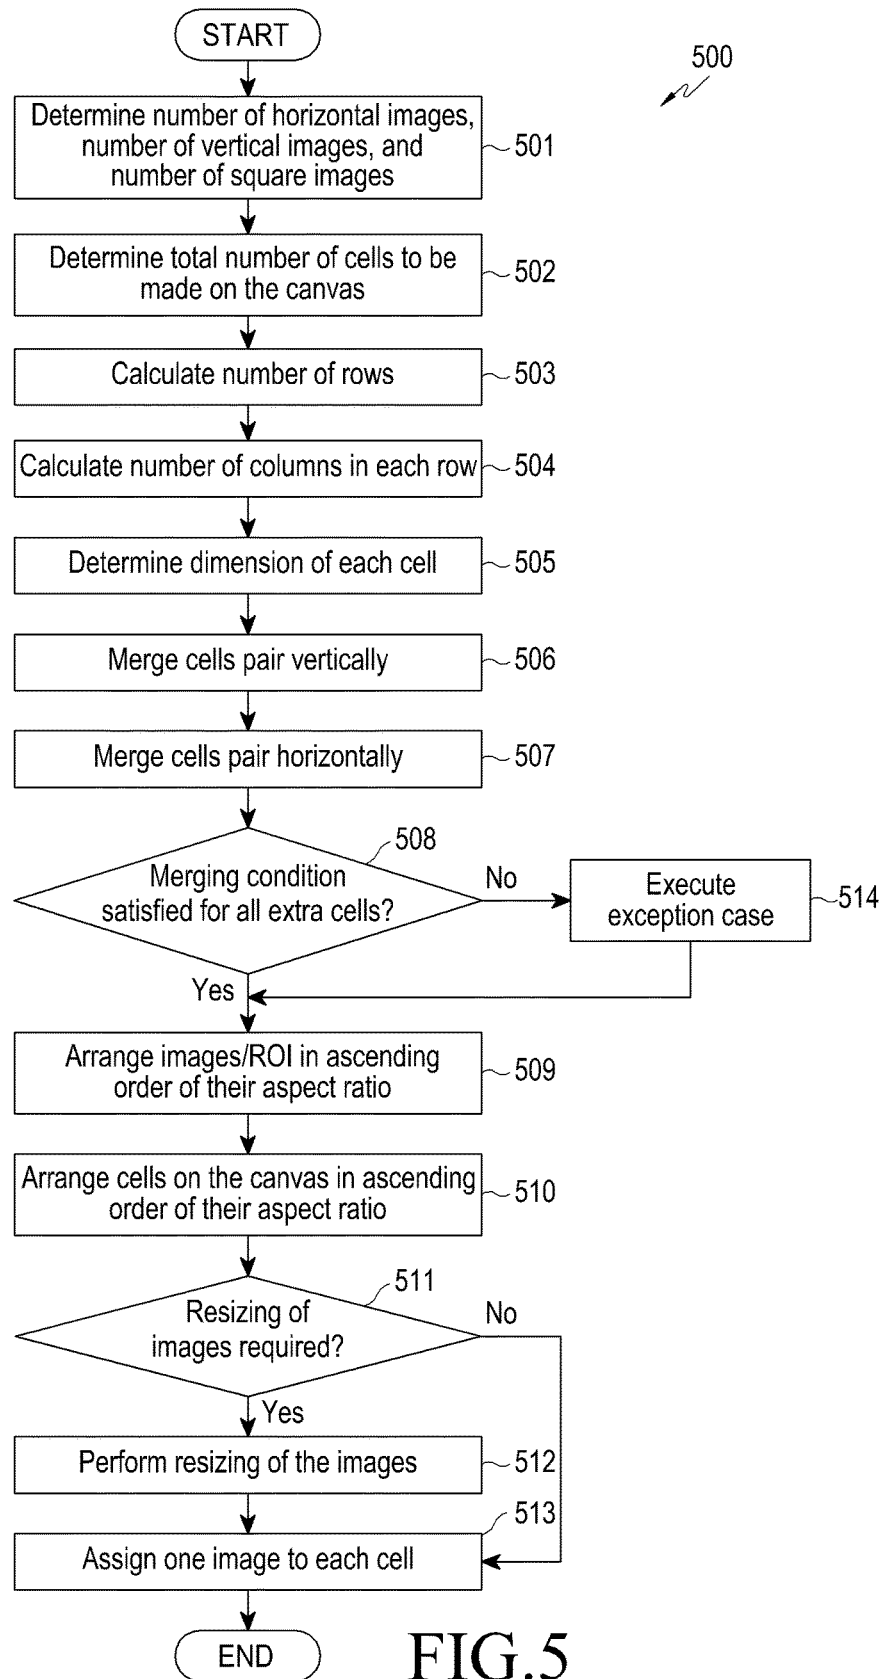 START
500
Determine number of horizontal images,
number of vertical images, and
number of square images
501
Determine total number of cells to be
made on the canvas
502
Calculate number of rows
503
Calculate number of columns in each row
504
Determine dimension of each cell
505
Merge cells pair vertically
506
Merge cells pair horizontally
507
508
Merging condition
satisfied for all extra cells?
No
Execute
exception case
514
Yes
Arrange images/ROI in ascending
order of their aspect ratio
509
Arrange cells on the canvas in ascending
order of their aspect ratio
510
511
Resizing of
images required?
No
Yes
Perform resizing of the images
512
513
Assign one image to each cell
END
FIG.5